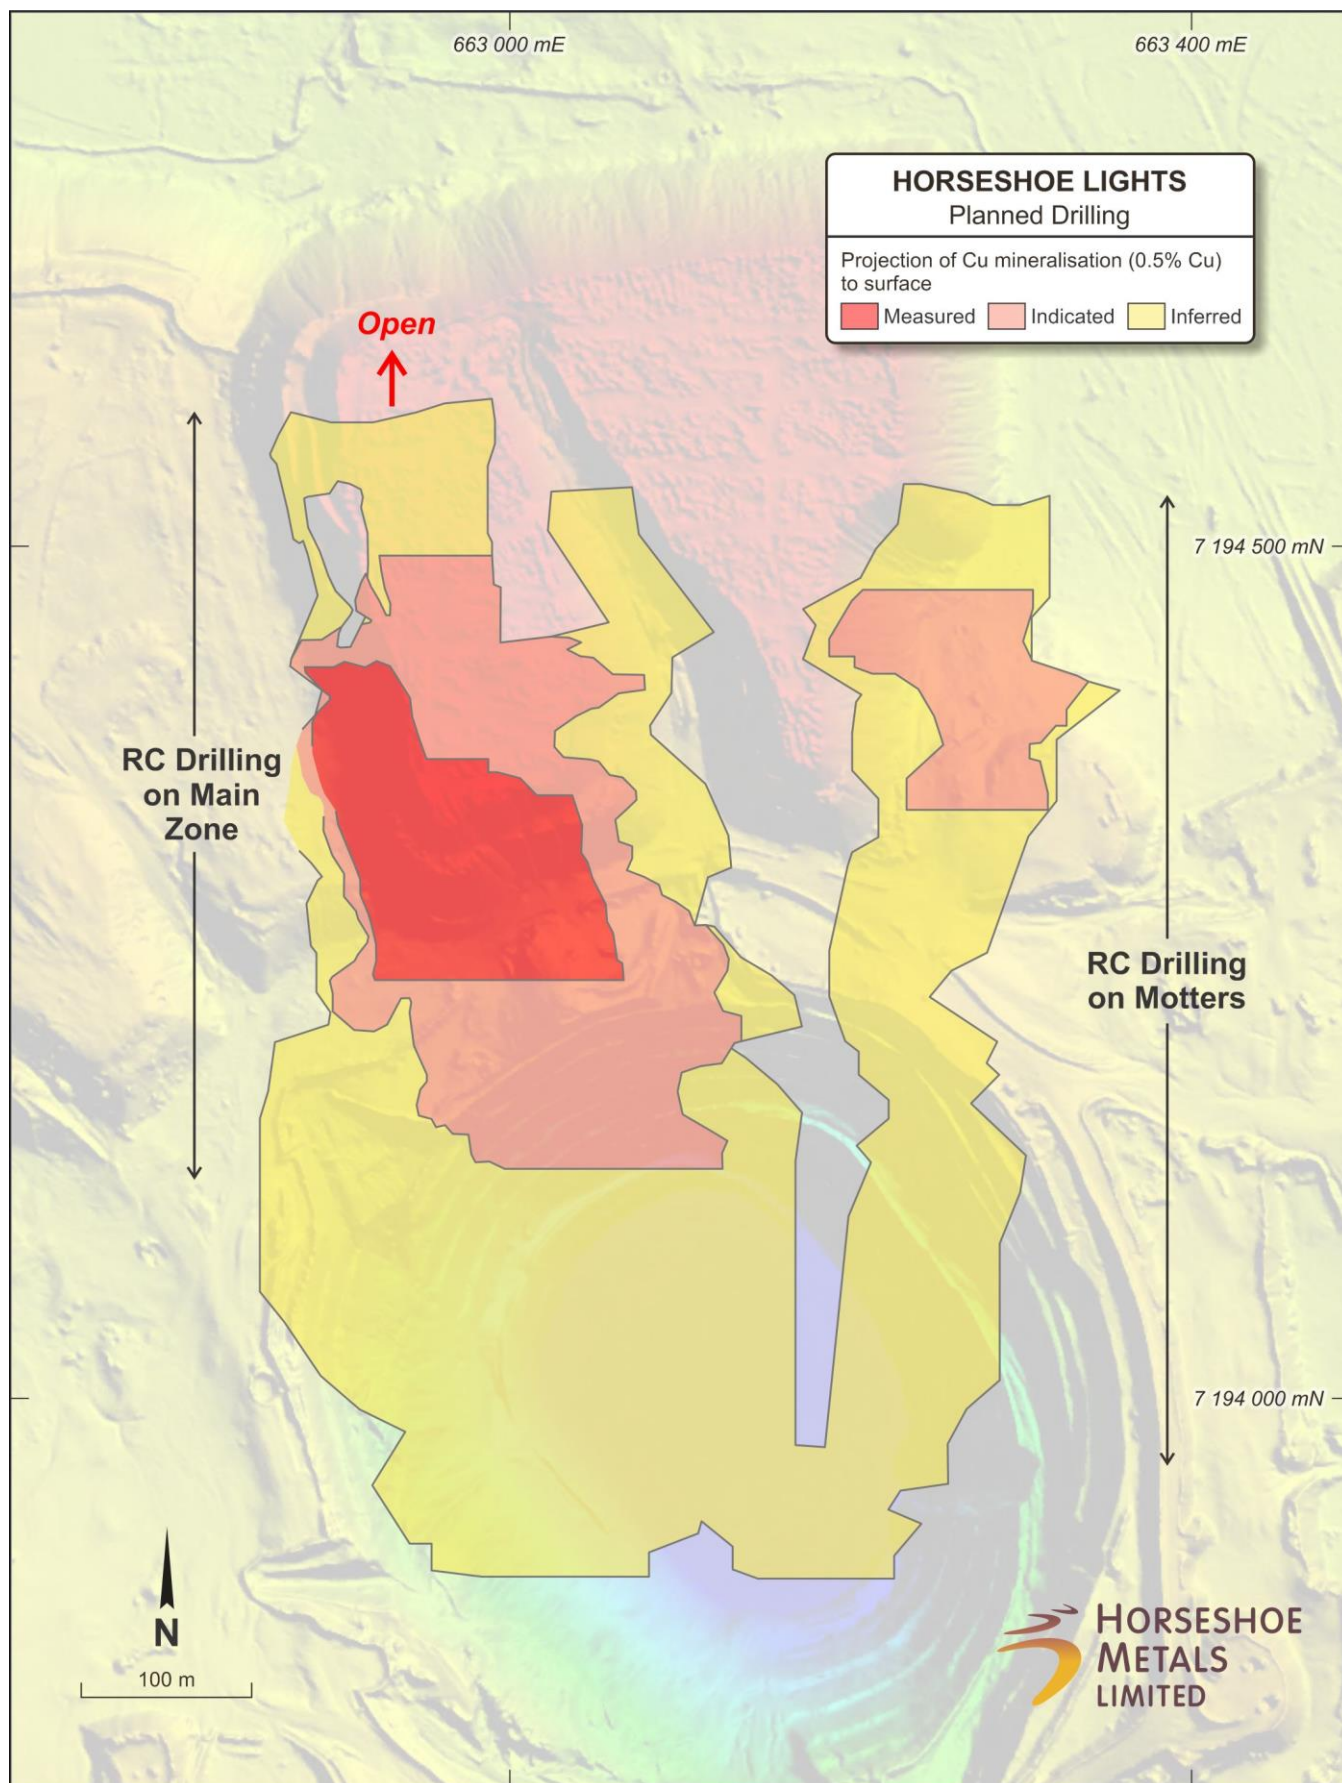 663 000 mE
663 400 mE
HORSESHOE LIGHTS
Planned Drilling
Projection of Cu mineralisation (0.5% Cu)
to surface
Measured Indicated Inferred
Open
7 194 500 mN
RC Drilling
on Main
Zone
RC Drilling
on Motters
7 194 000 mN
N
100 m
HORSESHOE
METALS
LIMITED